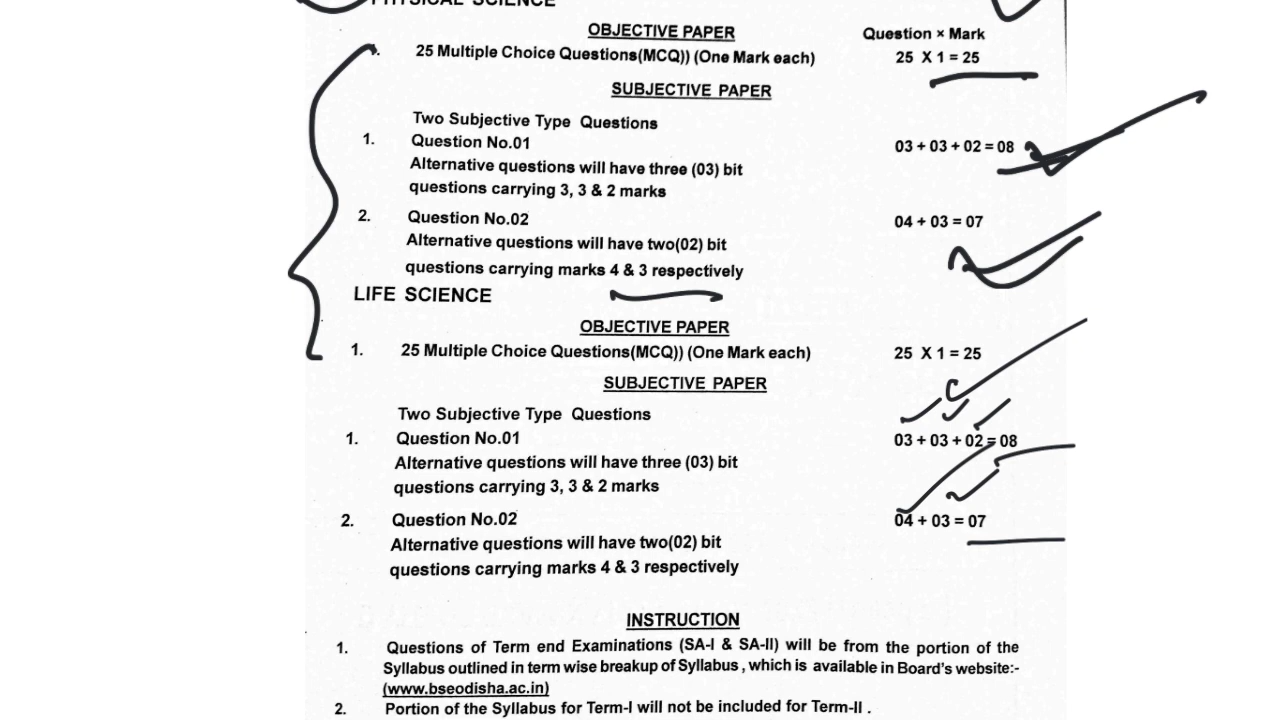 PHYSICAL SCIENCE
OBJECTIVE PAPER Question × Mark
25 Multiple Choice Questions(MCQ)) (One Mark each) 25 X 1 = 25
SUBJECTIVE PAPER
Two Subjective Type Questions
1. Question No.01 03 + 03 + 02 = 08
Alternative questions will have three (03) bit
questions carrying 3, 3 & 2 marks
2. Question No.02 04 + 03 = 07
Alternative questions will have two(02) bit
questions carrying marks 4 & 3 respectively
LIFE SCIENCE
OBJECTIVE PAPER
1. 25 Multiple Choice Questions(MCQ)) (One Mark each) 25 X 1 = 25
SUBJECTIVE PAPER
Two Subjective Type Questions
1. Question No.01 03 + 03 + 02 = 08
Alternative questions will have three (03) bit
questions carrying 3, 3 & 2 marks
2. Question No.02 04 + 03 = 07
Alternative questions will have two(02) bit
questions carrying marks 4 & 3 respectively
INSTRUCTION
1. Questions of Term end Examinations (SA-I & SA-II) will be from the portion of the
Syllabus outlined in term wise breakup of Syllabus , which is available in Board's website:-
(www.bseodisha.ac.in)
2. Portion of the Syllabus for Term-I will not be included for Term-II .